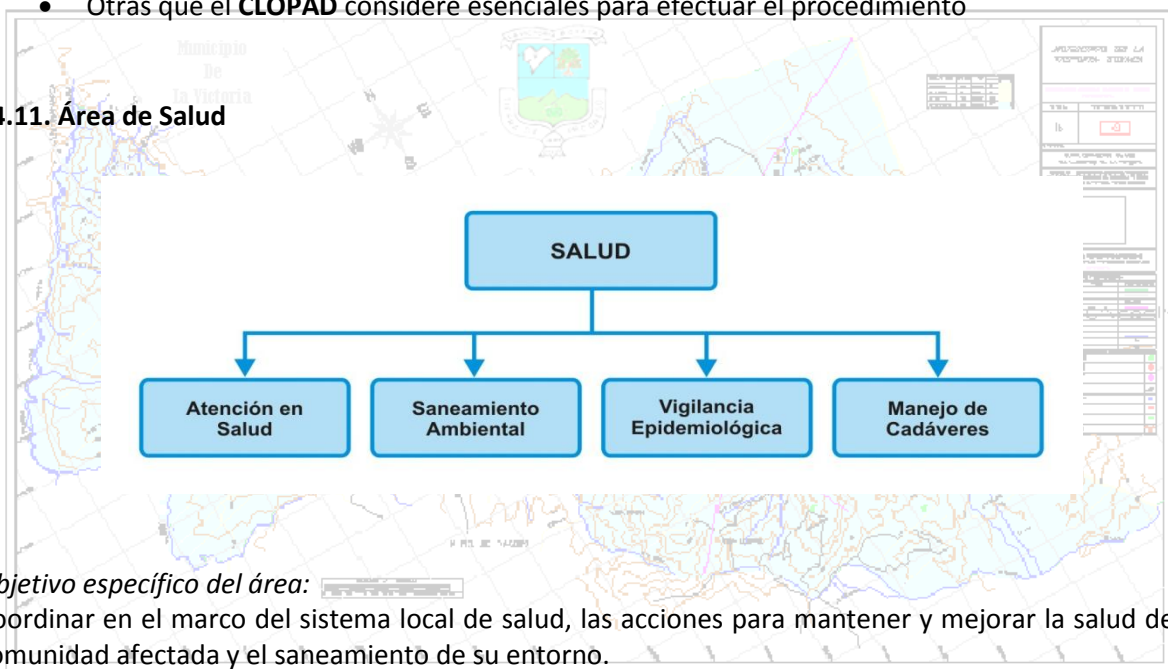 • Otras que el CLOPAD considere esenciales para efectuar el procedimiento
Municipio
De
la Victoria
4.11. Área de Salud
SALUD
Atención en
Salud
Saneamiento
Ambiental
Vigilancia
Epidemiológica
Manejo de
Cadáveres
bjetivo específico del área:
oordinar en el marco del sistema local de salud, las acciones para mantener y mejorar la salud de
omunidad afectada y el saneamiento de su entorno.